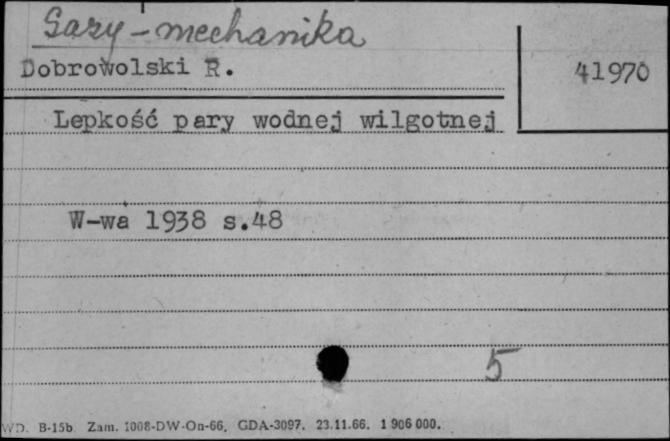 Gazy - mechanika
Dobrowolski R.
41970
Lepkość pary wodnej wilgotnej
W-wa 1938 s.48
5
WD. B-15b Zam. 1008-DW-On-66. GDA-3097. 23.11.66. 1 906 000.